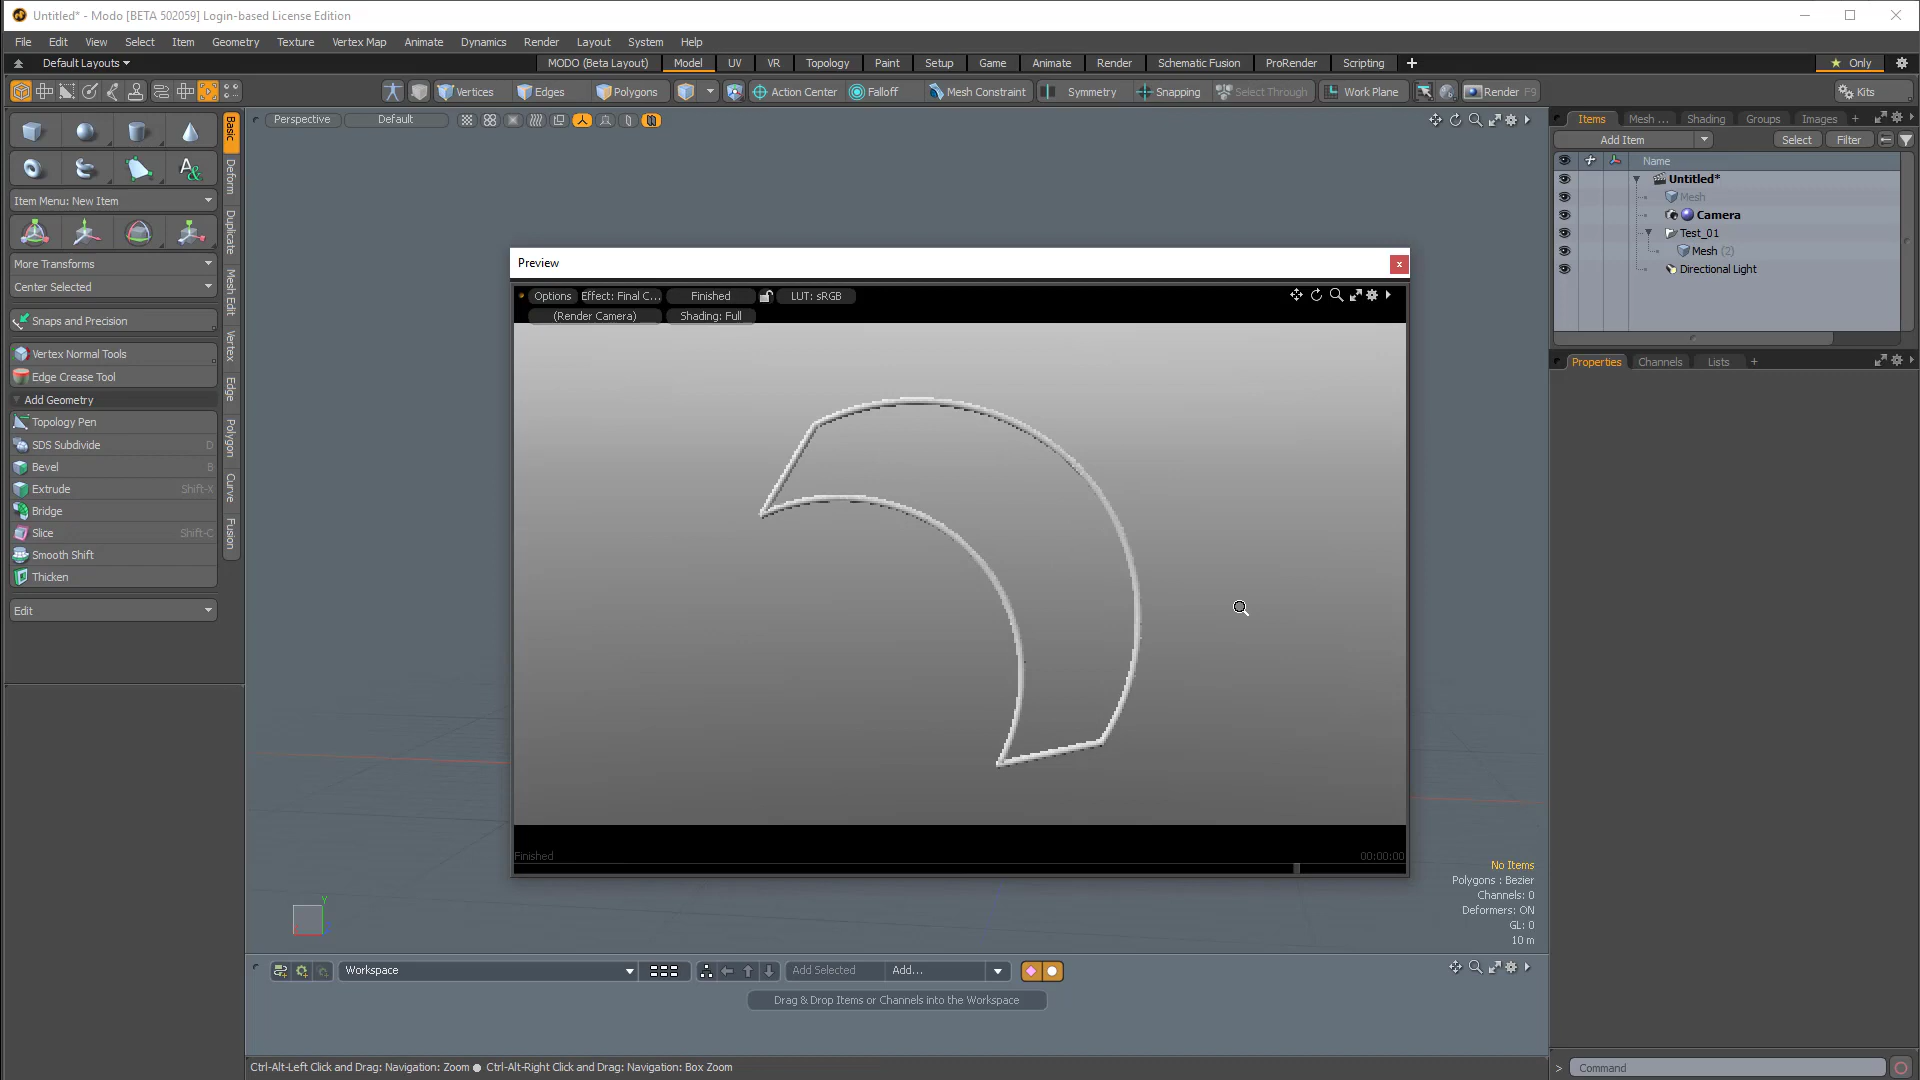 Untitled* - Modo [BETA 502059] Login-based License Edition
File Edit View Select Item Geometry Texture Vertex Map Animate Dynamics Render Layout System Help
Default Layouts MODO (Beta Layout) Model UV VR Topology Paint Setup Game Animate Render Schematic Fusion ProRender Scripting + Only
Vertices Edges Polygons Action Center Falloff Mesh Constraint Symmetry Snapping Select Through Work Plane Render F9 Kits
Perspective Default
Items Mesh ... Shading Groups Images +
Add Item Select Filter
Name
Untitled*
Mesh
Camera
Test_01
Mesh (2)
Directional Light
Properties Channels Lists +
Basic
Deform
Duplicate
Mesh Edit
Vertex
Edge
Polygon
Curve
Fusion
Item Menu: New Item
More Transforms
Center Selected
Snaps and Precision
Vertex Normal Tools
Edge Crease Tool
Add Geometry
Topology Pen
SDS Subdivide D
Bevel B
Extrude Shift-X
Bridge
Slice Shift-C
Smooth Shift
Thicken
Edit
Preview
x
Options Effect: Final C... Finished LUT: sRGB
(Render Camera) Shading: Full
Finished 00:00:00
No Items
Polygons : Bezier
Channels: 0
Deformers: ON
GL: 0
10 m
Y
Workspace Add Selected Add...
Drag & Drop Items or Channels into the Workspace
Ctrl-Alt-Left Click and Drag: Navigation: Zoom ● Ctrl-Alt-Right Click and Drag: Navigation: Box Zoom
> Command